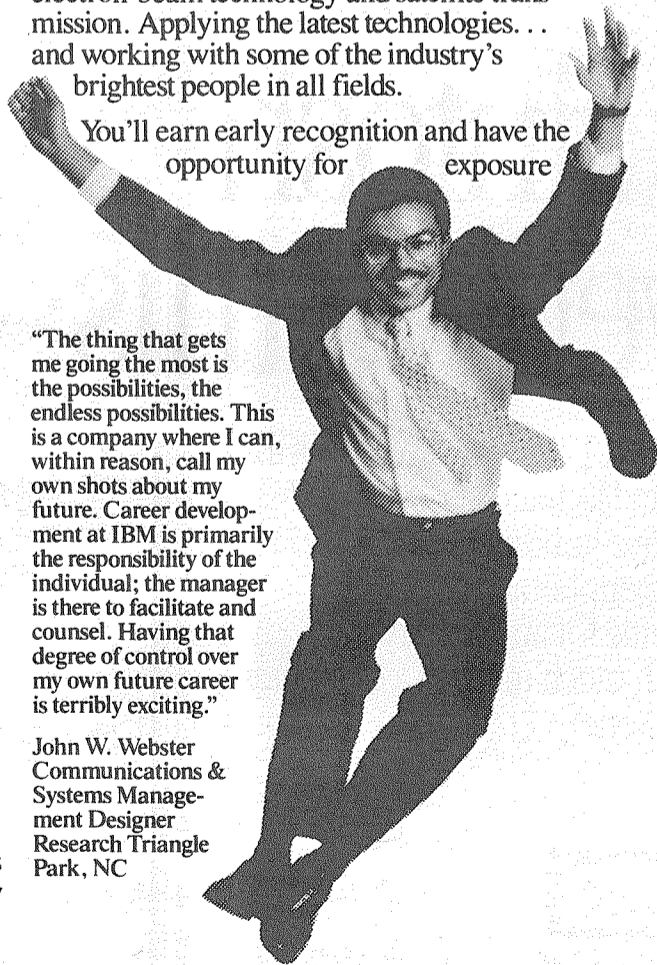 mission. Applying the latest technologies. . .
and working with some of the industry's
brightest people in all fields.
You'll earn early recognition and have the
opportunity for exposure
"The thing that gets
me going the most is
the possibilities, the
endless possibilities. This
is a company where I can,
within reason, call my
own shots about my
future. Career develop-
ment at IBM is primarily
the responsibility of the
individual; the manager
is there to facilitate and
counsel. Having that
degree of control over
my own future career
is terribly exciting."
John W. Webster
Communications &
Systems Manage-
ment Designer
Research Triangle
Park, NC